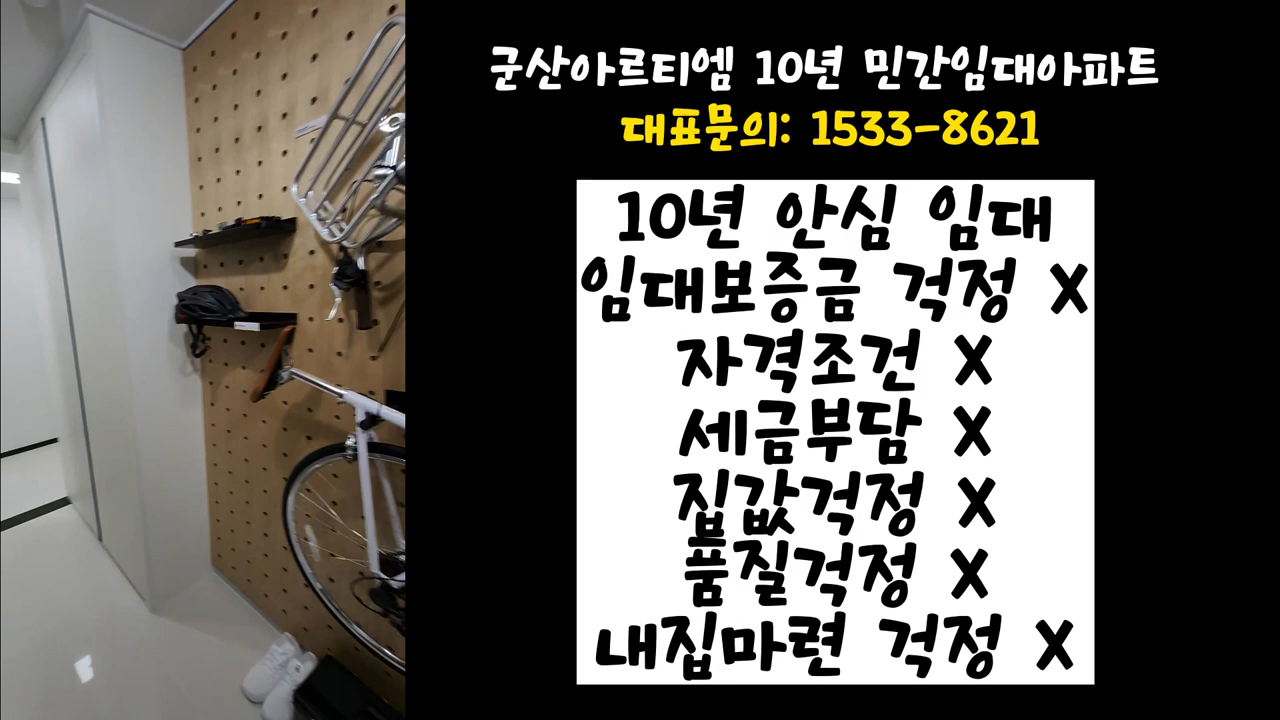 군산아르티엠 10년 민간임대아파트
대표문의: 1533-8621
10년 안심 임대
임대보증금 걱정 X
자격조건 X
세금부담 X
집값걱정 X
품질걱정 X
내집마련 걱정 X